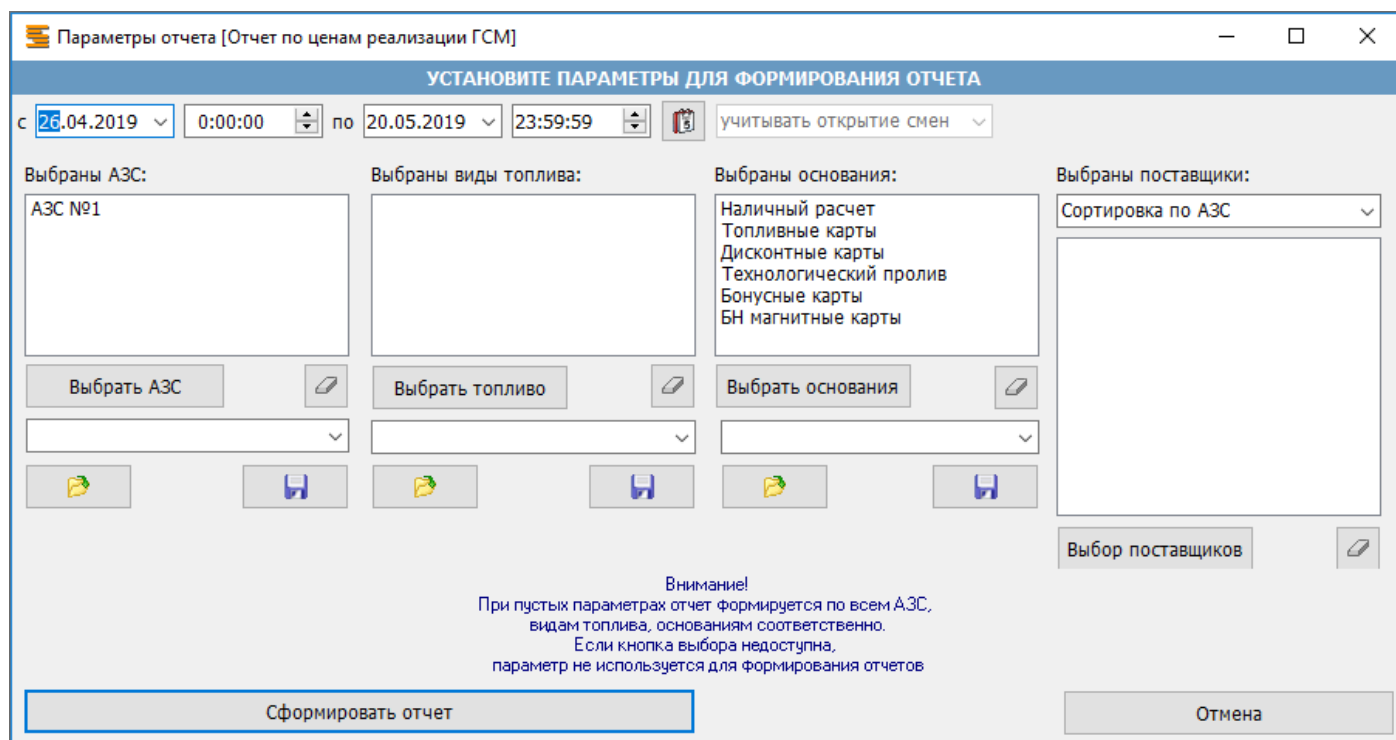 Параметры отчета [Отчет по ценам реализации ГСМ]
УСТАНОВИТЕ ПАРАМЕТРЫ ДЛЯ ФОРМИРОВАНИЯ ОТЧЕТА
с 26.04.2019 0:00:00 по 20.05.2019 23:59:59 5 учитывать открытие смен
Выбраны АЗС: Выбраны виды топлива: Выбраны основания: Выбраны поставщики:
АЗС №1
Наличный расчет
Топливные карты
Дисконтные карты
Технологический пролив
Бонусные карты
БН магнитные карты
Сортировка по АЗС
Выбрать АЗС Выбрать топливо Выбрать основания
Выбор поставщиков
Внимание!
При пустых параметрах отчет формируется по всем АЗС,
видам топлива, основаниям соответственно.
Если кнопка выбора недоступна,
параметр не используется для формирования отчетов
Сформировать отчет Отмена